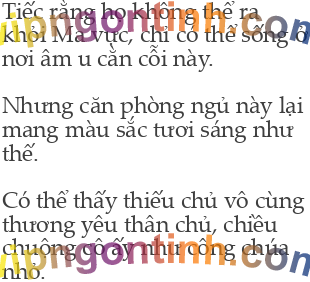 Tiếc rằng họ không thể ra
khỏi Ma vực, chỉ có thể sống ở
nơi âm u cằn cỗi này.
Nhưng căn phòng ngủ này lại
mang màu sắc tươi sáng như
thế.
Có thể thấy thiếu chủ vô cùng
thương yêu thân chủ, chiều
chuộng cô ấy như công chúa
nhỏ.